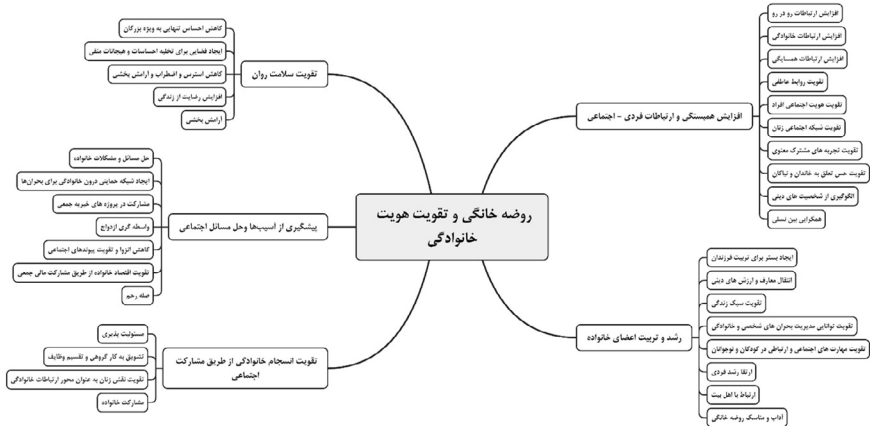 روضه خانگی و تقویت هویت
خانوادگی
افزایش همبستگی و ارتباطات فردی - اجتماعی
افزایش ارتباطات رو در رو
افزایش ارتباطات خانوادگی
افزایش ارتباطات همسایگی
تقویت روابط عاطفی
تقویت هویت اجتماعی افراد
تقویت شبکه اجتماعی زنان
تقویت تجربه های مشترک معنوی
تقویت حس تعلق به خاندان و نیاکان
الگوگیری از شخصیت های دینی
همگرایی بین نسلی
رشد و تربیت اعضای خانواده
ایجاد بستر برای تربیت فرزندان
انتقال معارف و ارزش های دینی
تقویت سبک زندگی
تقویت توانایی مدیریت بحران های شخصی و خانوادگی
تقویت مهارت های اجتماعی و ارتباطی در کودکان و نوجوانان
ارتقا رشد فردی
ارتباط با اهل بیت
آداب و مناسک روضه خانگی
تقویت سلامت روان
کاهش احساس تنهایی به ویژه بزرگان
ایجاد فضایی برای تخلیه احساسات و هیجانات منفی
کاهش استرس و اضطراب و آرامش بخشی
افزایش رضایت از زندگی
آرامش بخشی
پیشگیری از آسیب‌ها وحل مسائل اجتماعی
حل مسائل و مشکلات خانواده
ایجاد شبکه حمایتی درون خانوادگی برای بحران‌ها
مشارکت در پروژه های خیریه جمعی
واسطه گری ازدواج
کاهش انزوا و تقویت پیوندهای اجتماعی
تقویت اقتصاد خانواده از طریق مشارکت مالی جمعی
صله رحم
تقویت انسجام خانوادگی از طریق مشارکت
اجتماعی
مسئولیت پذیری
تشویق به کار گروهی و تقسیم وظایف
تقویت نقش زنان به عنوان محور ارتباطات خانوادگی
مشارکت خانواده